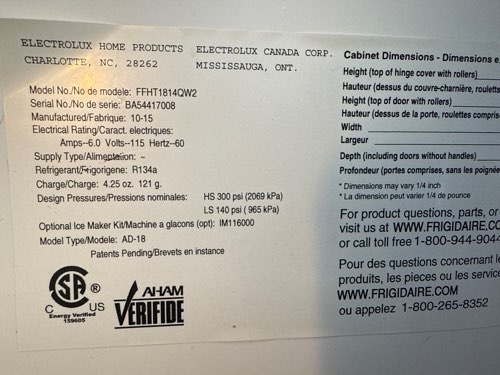 ELECTROLUX HOME PRODUCTS
CHARLOTTE, NC, 28262
ELECTROLUX CANADA CORP.
MISSISSAUGA, ONT.
Model No./No de modele: FFHT1814QW2
Serial No./No de série: BA54417008
Manufactured/Fabrique: 10-15
Electrical Rating/Caract. electriques:
Amps–6.0 Volts--115 Hertz--60
Supply Type/Alimentation: ~
Refrigerant/Frigorigene: R134a
Charge/Charge: 4.25 oz. 121 g.
Design Pressures/Pressions nominales: HS 300 psi (2069 kPa)
LS 140 psi ( 965 kPa)
Optional Ice Maker Kit/Machine a glacons (opt): IM116000
Model Type/Modele: AD-18
Patents Pending/Brevets en instance
SA ®
C US
Energy Verified
159605
AHAM
VERIFIDE
Cabinet Dimensions - Dimensions
Height (top of hinge cover with rollers)
Hauteur (dessus du couvre-charnière, roulettes
Height (top of door with rollers)
Hauteur (dessus de la porte, roulettes
Width
Largeur
Depth (including doors without handles)
Profondeur (portes comprises, sans les
* Dimensions may vary 1/4 inch
* La dimension peut varier 1/4 de pouce
For product questions, parts, or
visit us at WWW.FRIGIDAIRE.CO
or call toll free 1-800-944-904
Pour des questions concernant
produits, les pieces ou les service
WWW.FRIGIDAIRE.COM
ou appelez 1-800-265-8352